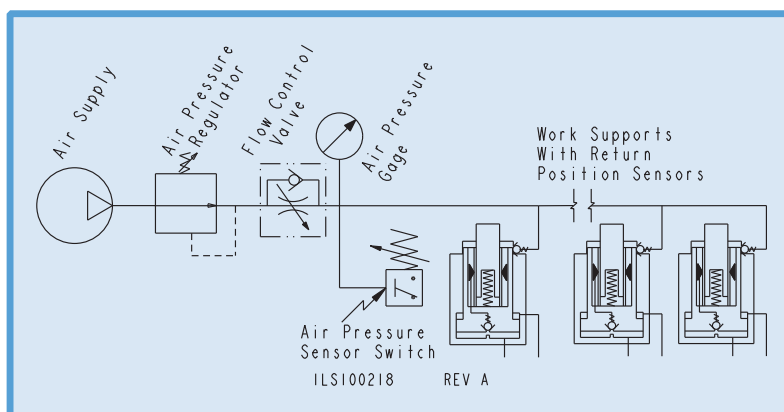 Air Supply
Air Pressure
Regulator
Flow Control
Valve
Air Pressure
Gage
Work Supports
With Return
Position Sensors
Air Pressure
Sensor Switch
ILS100218 REV A